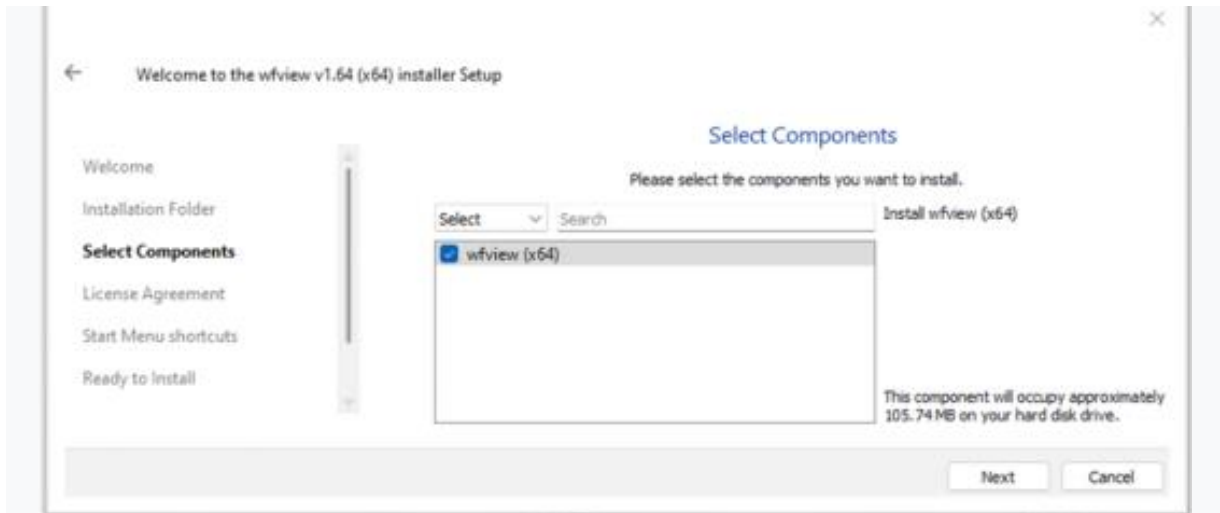 Welcome to the wfview v1.64 (x64) installer Setup
Welcome
Installation Folder
Select Components
License Agreement
Start Menu shortcuts
Ready to Install
Select Components
Please select the components you want to install.
Select
Search
Install wfview (x64)
wfview (x64)
This component will occupy approximately
105.74 MB on your hard disk drive.
Next
Cancel